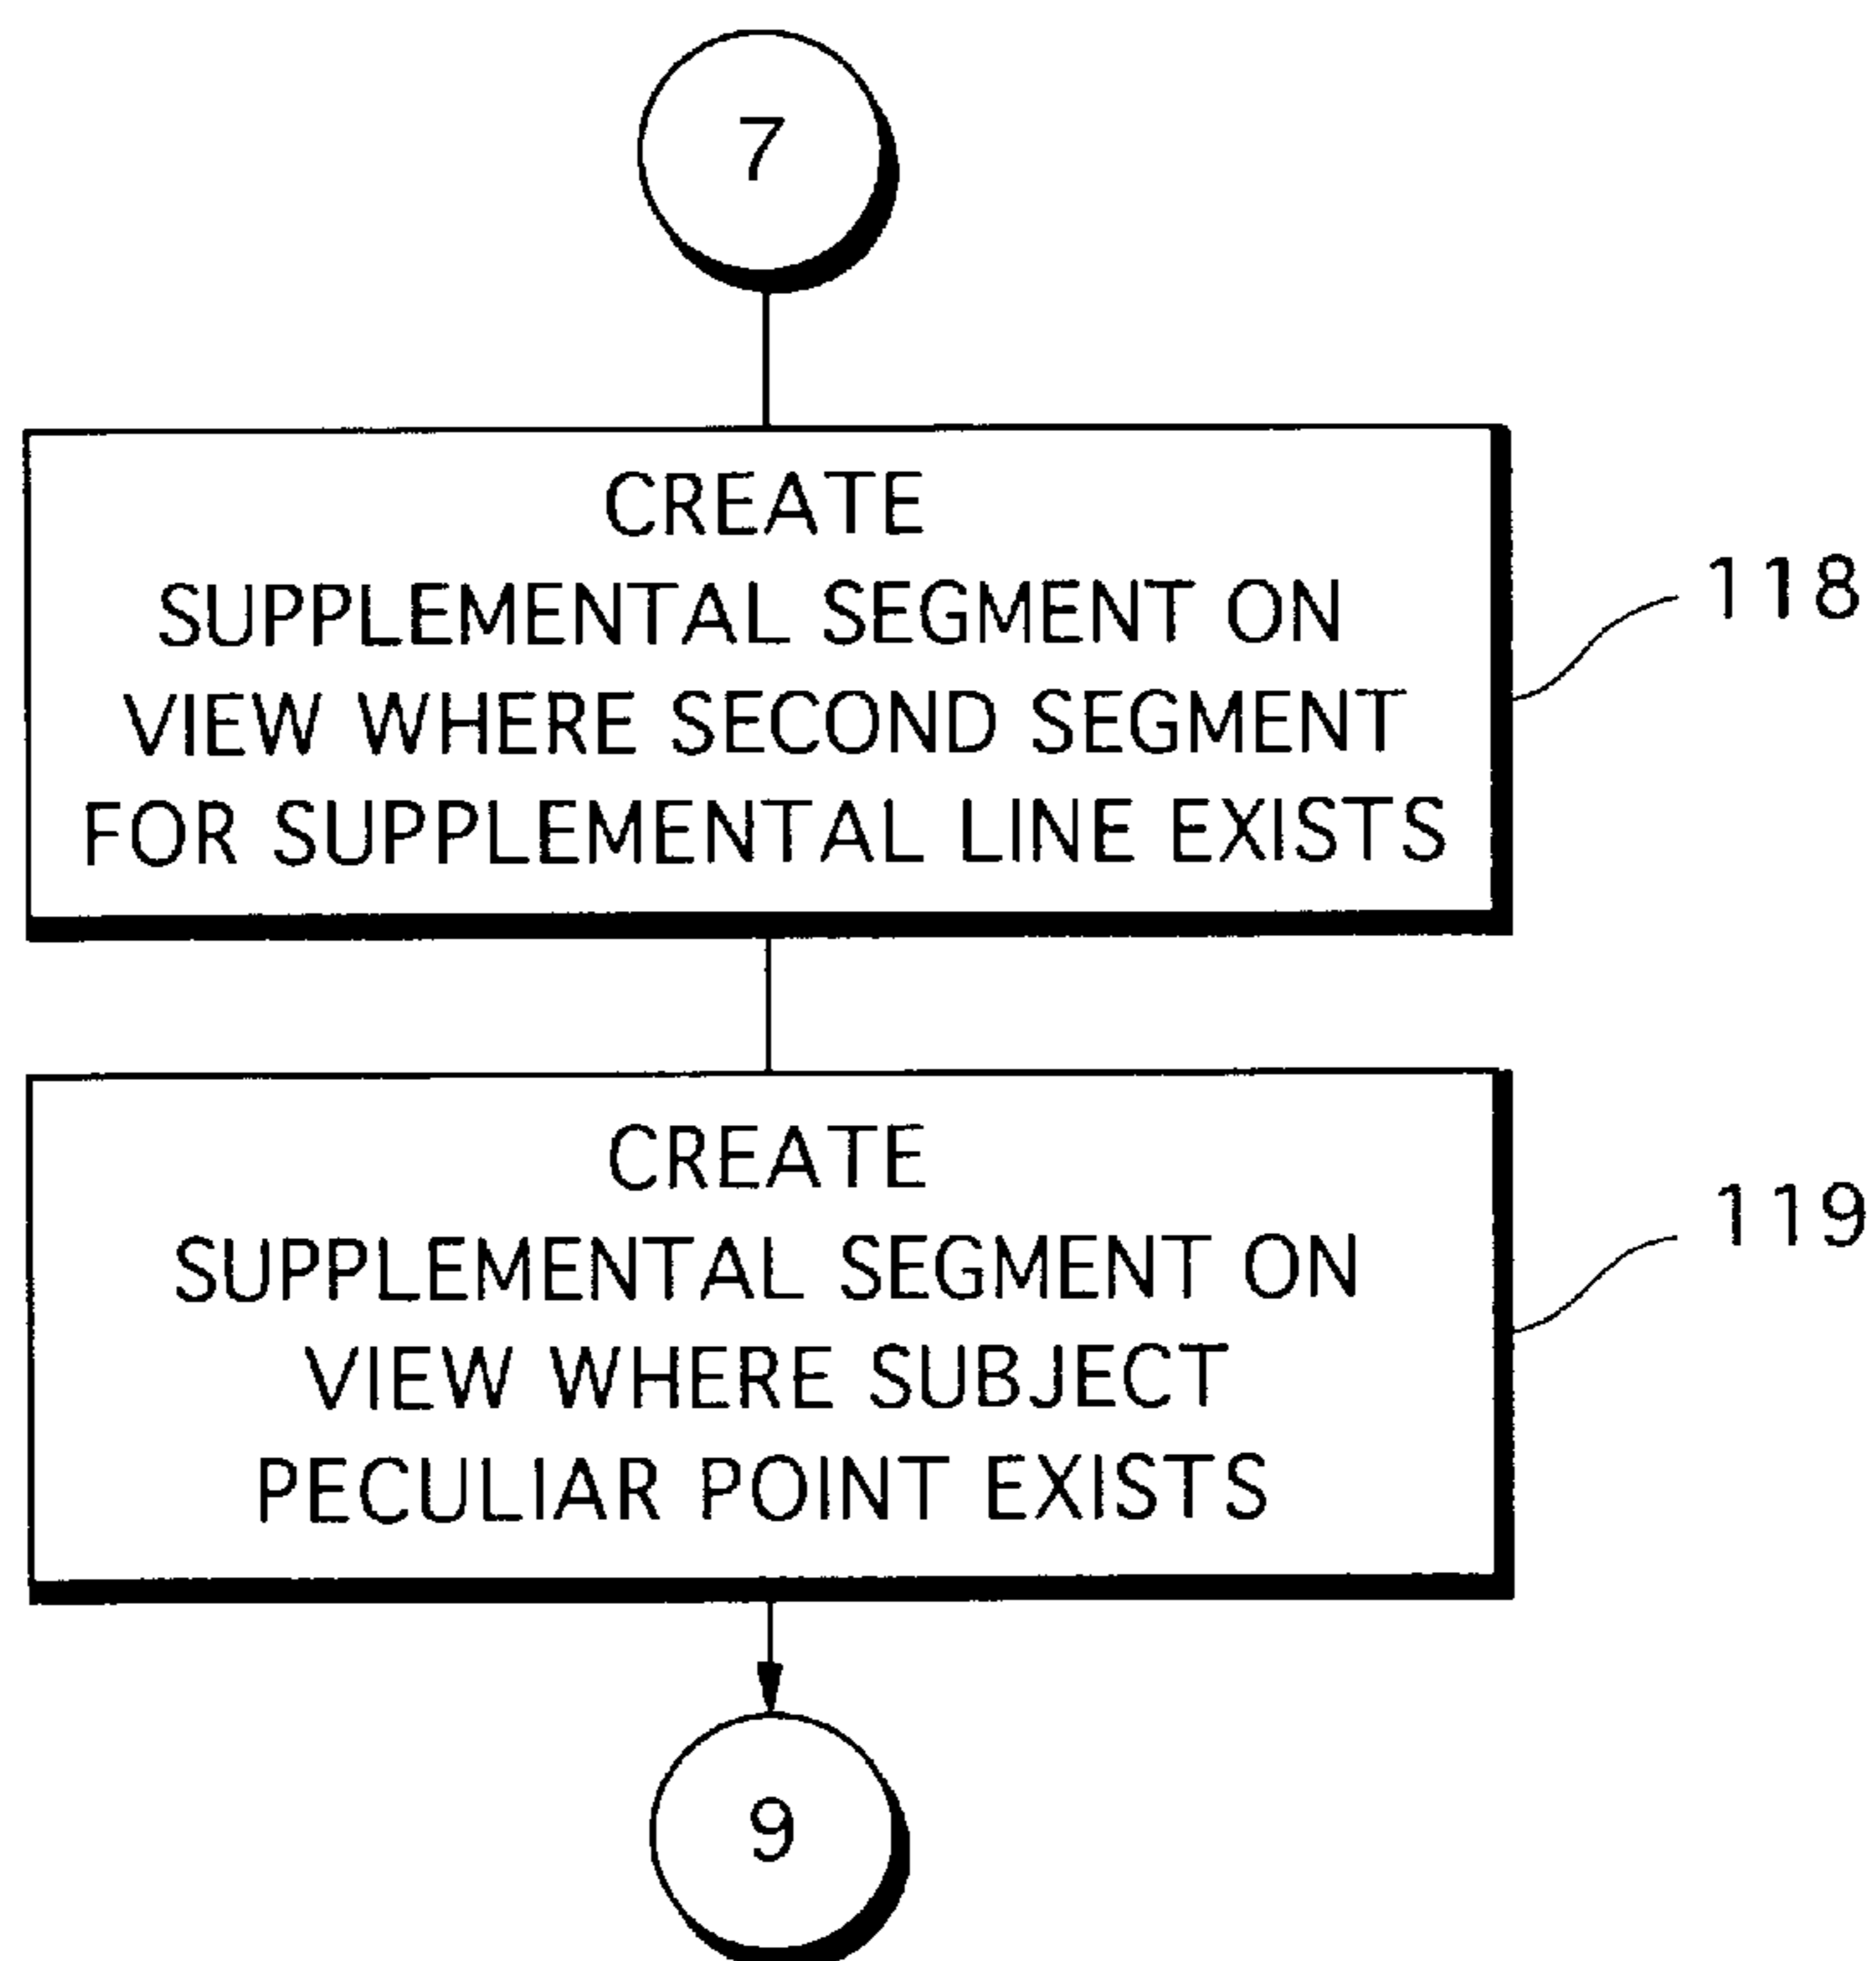 7
CREATE
SUPPLEMENTAL SEGMENT ON
VIEW WHERE SECOND SEGMENT
FOR SUPPLEMENTAL LINE EXISTS
118
CREATE
SUPPLEMENTAL SEGMENT ON
VIEW WHERE SUBJECT
PECULIAR POINT EXISTS
119
9